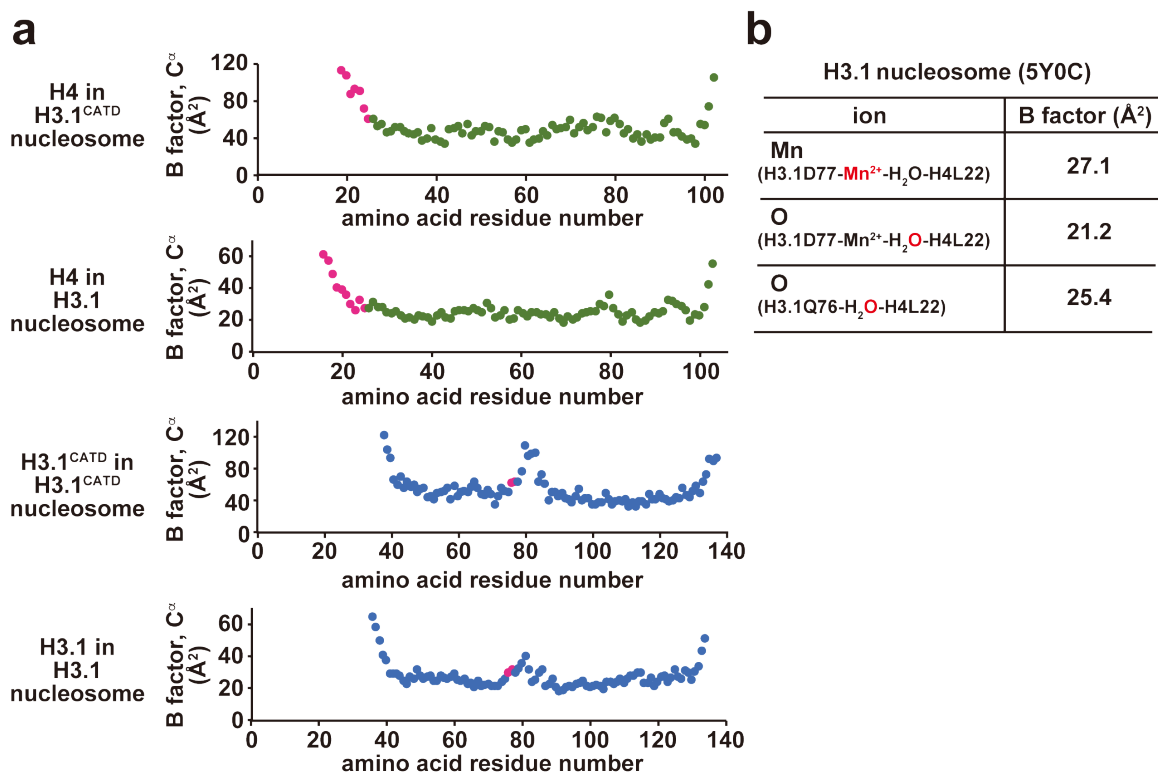 a
H4 in
H3.1CATD
nucleosome
B factor, Cα
(Å2)
120
80
40
0
0 20 40 60 80 100
amino acid residue number
H4 in
H3.1
nucleosome
B factor, Cα
(Å2)
60
40
20
0
0 20 40 60 80 100
amino acid residue number
H3.1CATD in
H3.1CATD
nucleosome
B factor, Cα
(Å2)
120
80
40
0
0 20 40 60 80 100 120 140
amino acid residue number
H3.1 in
H3.1
nucleosome
B factor, Cα
(Å2)
60
40
20
0
0 20 40 60 80 100 120 140
amino acid residue number
b
H3.1 nucleosome (5Y0C)
ion B factor (Å2)
Mn
(H3.1D77-Mn2+-H2O-H4L22) 27.1
O
(H3.1D77-Mn2+-H2O-H4L22) 21.2
O
(H3.1Q76-H2O-H4L22) 25.4